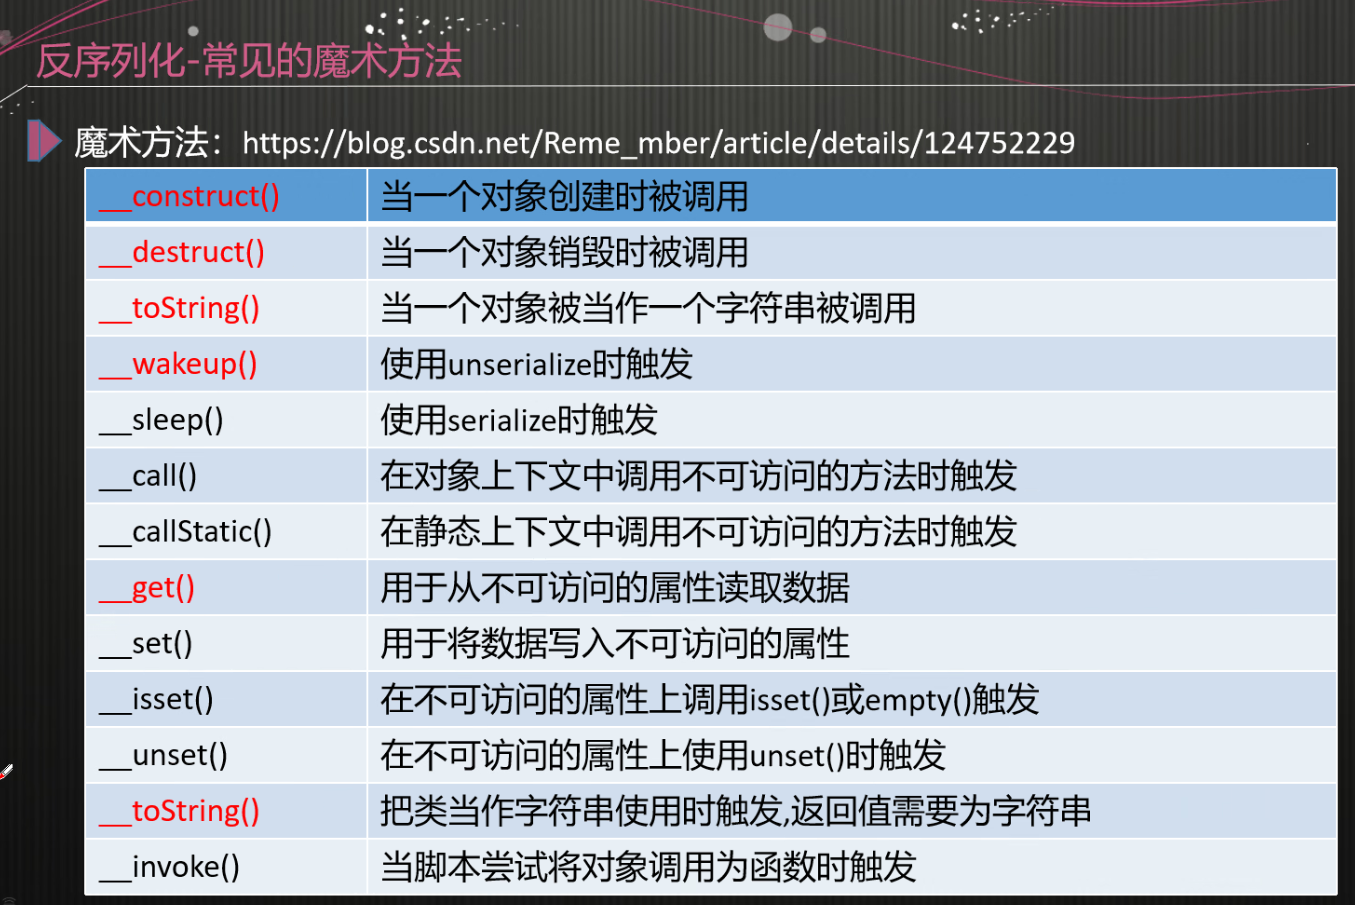 反序列化-常见的魔术方法
魔术方法：https://blog.csdn.net/Reme_mber/article/details/124752229
__construct() 当一个对象创建时被调用
__destruct() 当一个对象销毁时被调用
__toString() 当一个对象被当作一个字符串被调用
__wakeup() 使用unserialize时触发
__sleep() 使用serialize时触发
__call() 在对象上下文中调用不可访问的方法时触发
__callStatic() 在静态上下文中调用不可访问的方法时触发
__get() 用于从不可访问的属性读取数据
__set() 用于将数据写入不可访问的属性
__isset() 在不可访问的属性上调用isset()或empty()触发
__unset() 在不可访问的属性上使用unset()时触发
__toString() 把类当作字符串使用时触发,返回值需要为字符串
__invoke() 当脚本尝试将对象调用为函数时触发